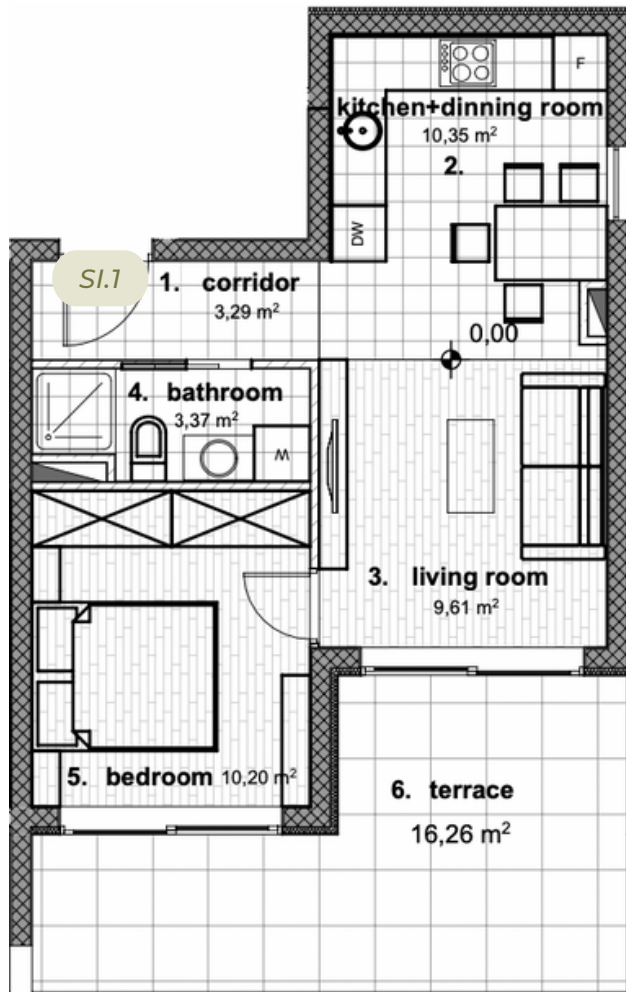 F
kitchen+dinning room
10,35 m²
2.
DW
SI.1
1. corridor
3,29 m²
0,00
4. bathroom
3,37 m²
W
3. living room
9,61 m²
5. bedroom 10,20 m²
6. terrace
16,26 m²